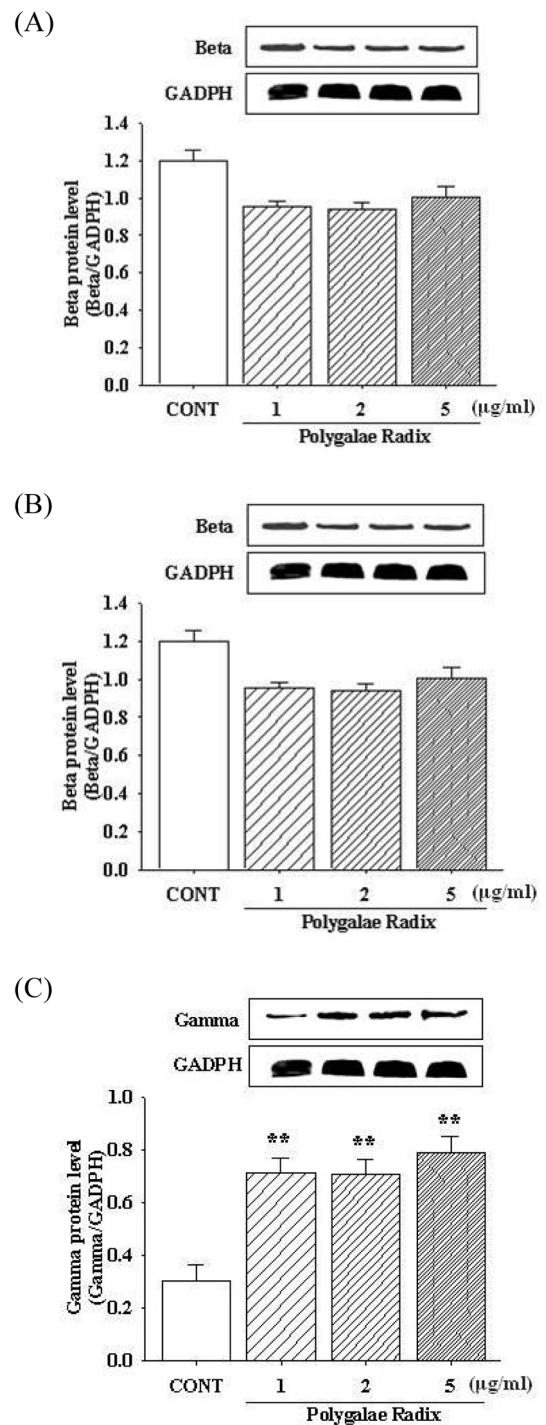 (A)
Beta
GADPH
1.4
1.2
1.0
0.8
0.6
0.4
0.2
0.0
Beta protein level
(Beta/GADPH)
CONT 1 2 5 (μg/ml)
Polygalae Radix
(B)
Beta
GADPH
1.4
1.2
1.0
0.8
0.6
0.4
0.2
0.0
Beta protein level
(Beta/GADPH)
CONT 1 2 5 (μg/ml)
Polygalae Radix
(C)
Gamma
GADPH
1.0
0.8
0.6
0.4
0.2
0.0
Gamma protein level
(Gamma/GADPH)
** ** **
CONT 1 2 5 (μg/ml)
Polygalae Radix